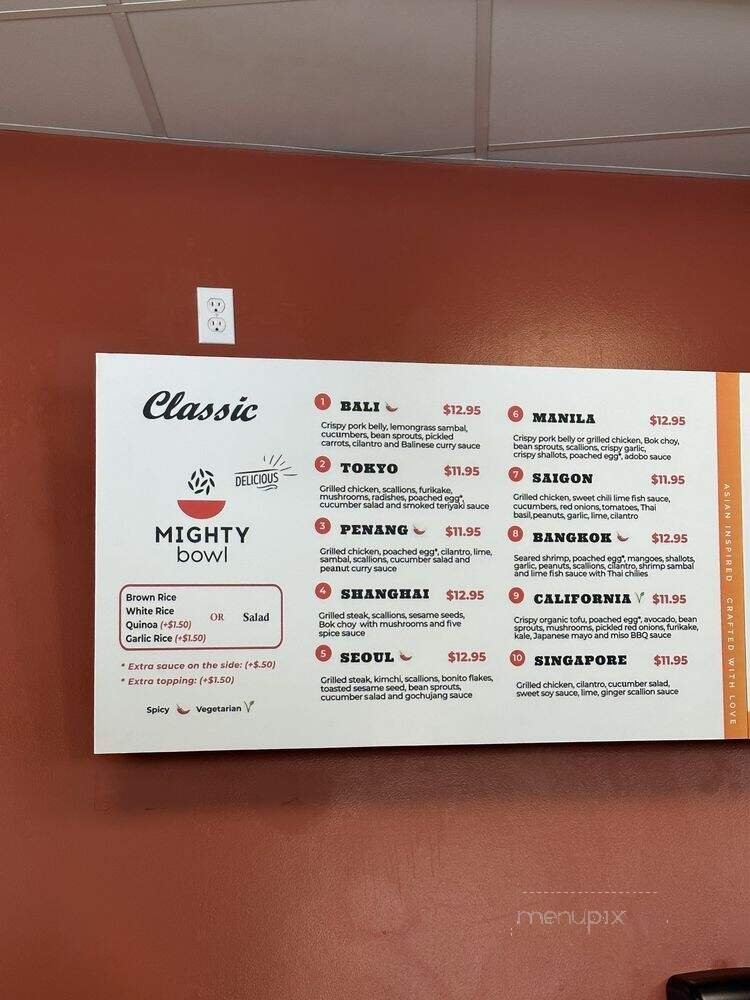 Classic
DELICIOUS
MIGHTY
bowl
Brown Rice
White Rice
Quinoa (+$1.50)
Garlic Rice (+$1.50)
OR
Salad
* Extra sauce on the side: (+$.50)
* Extra topping: (+$1.50)
Spicy Vegetarian
1 BALI $12.95
Crispy pork belly, lemongrass sambal,
cucumbers, bean sprouts, pickled
carrots, cilantro and Balinese curry sauce
2 TOKYO $11.95
Grilled chicken, scallions, furikake,
mushrooms, radishes, poached egg*,
cucumber salad and smoked teriyaki sauce
3 PENANG $11.95
Grilled chicken, poached egg*, cilantro, lime,
sambal, scallions, cucumber salad and
peanut curry sauce
4 SHANGHAI $12.95
Grilled steak, scallions, sesame seeds,
Bok choy with mushrooms and five
spice sauce
5 SEOUL $12.95
Grilled steak, kimchi, scallions, bonito flakes,
toasted sesame seed, bean sprouts,
cucumber salad and gochujang sauce
6 MANILA $12.95
Crispy pork belly or grilled chicken, Bok choy,
bean sprouts, scallions, crispy garlic,
crispy shallots, poached egg*, adobo sauce
7 SAIGON $11.95
Grilled chicken, sweet chili lime fish sauce,
cucumbers, red onions, tomatoes, Thai
basil,peanuts, garlic, lime, cilantro
8 BANGKOK $12.95
Seared shrimp, poached egg*, mangoes, shallots,
garlic, peanuts, scallions, cilantro, shrimp sambal
and lime fish sauce with Thai chilies
9 CALIFORNIA $11.95
Crispy organic tofu, poached egg*, avocado, bean
sprouts, mushrooms, pickled red onions, furikake,
kale, Japanese mayo and miso BBQ sauce
10 SINGAPORE $11.95
Grilled chicken, cilantro, cucumber salad,
sweet soy sauce, lime, ginger scallion sauce
ASIAN INSPIRED CRAFTED WITH LOVE
menupix